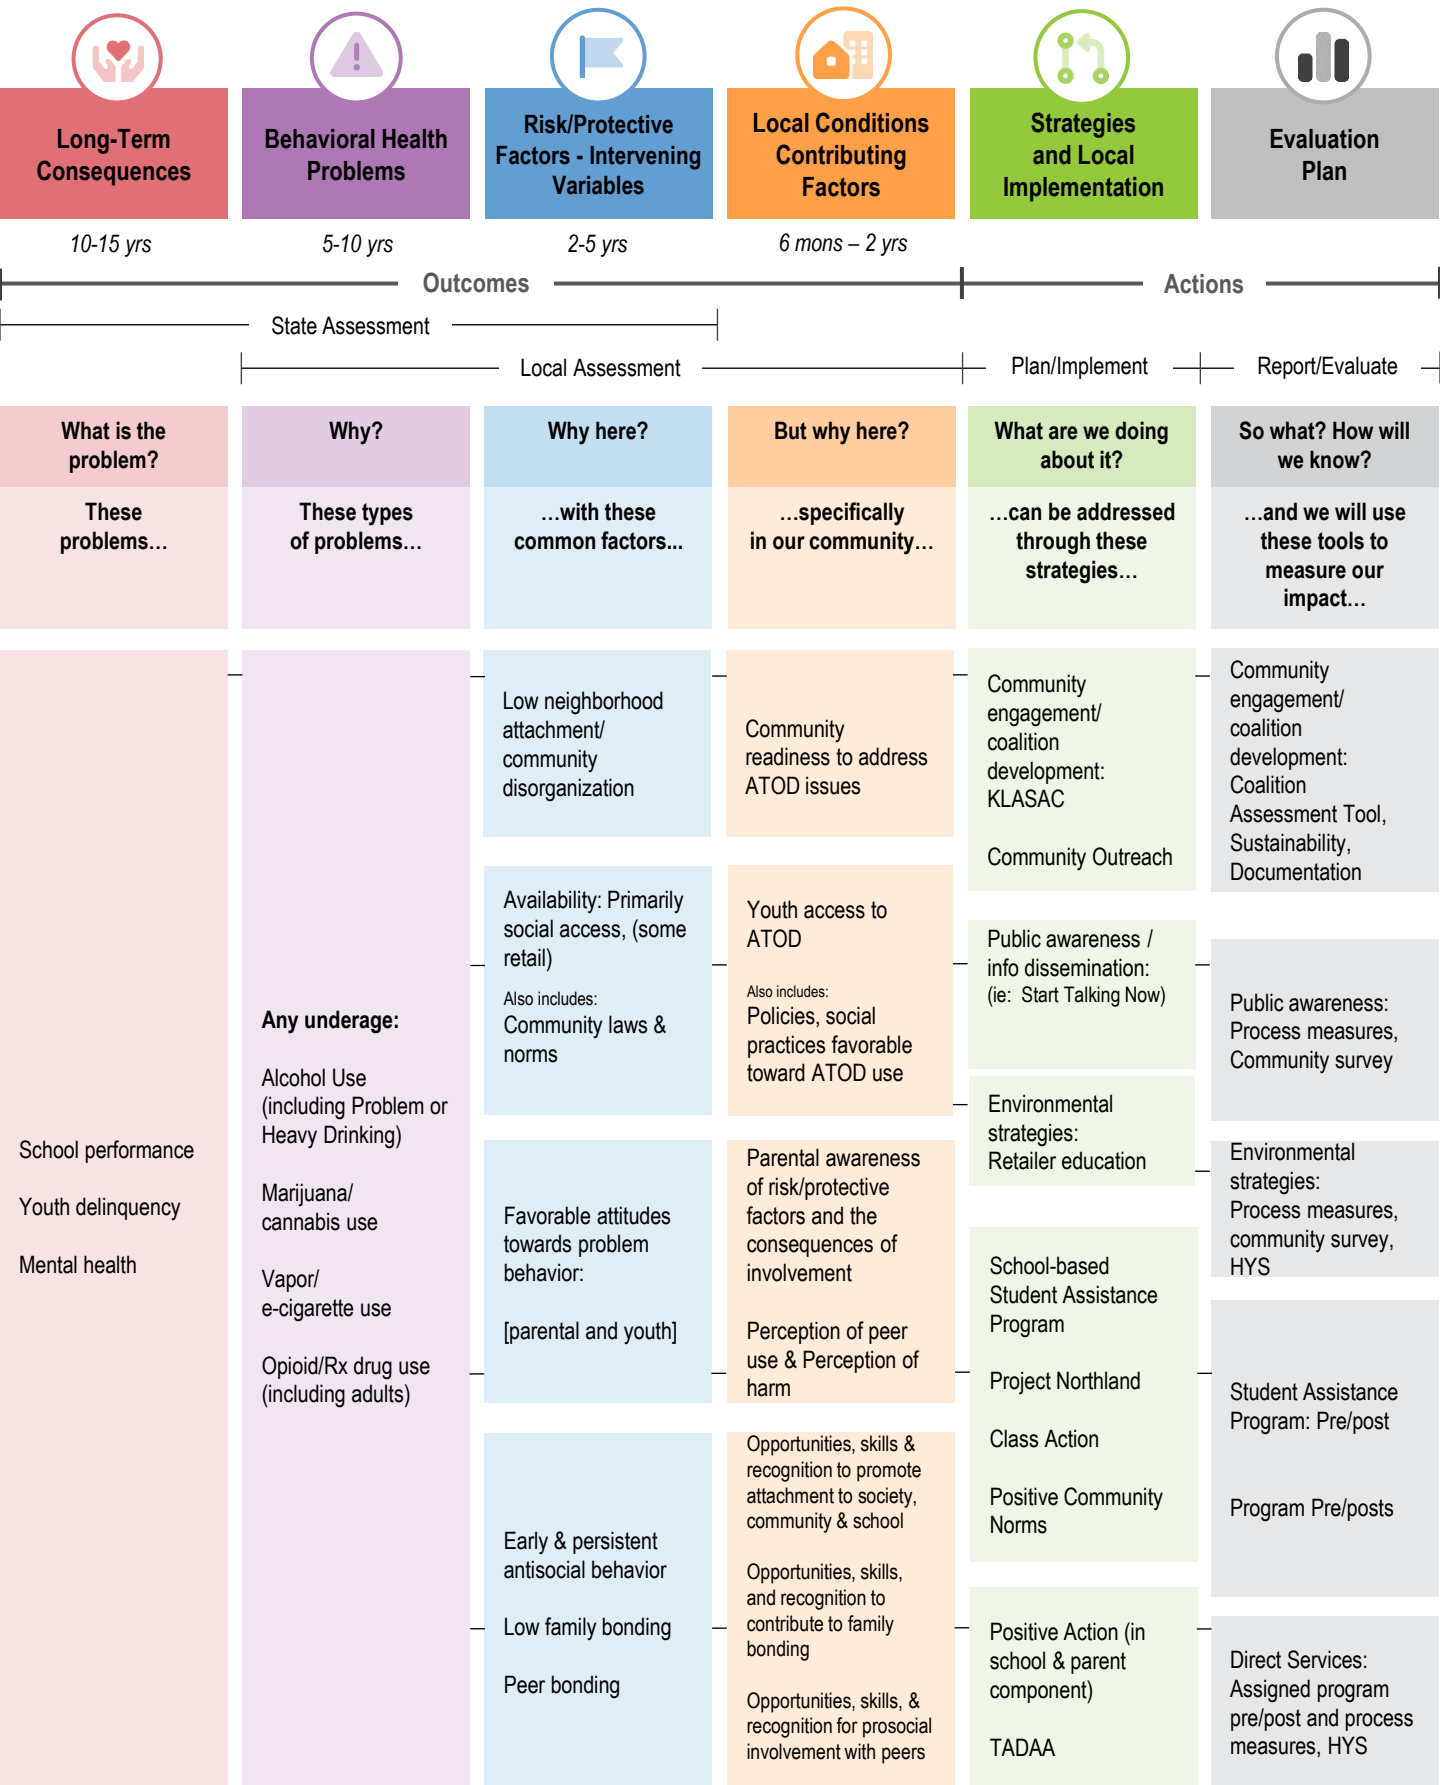 Long-Term
Consequences
Behavioral Health
Problems
Risk/Protective
Factors - Intervening
Variables
Local Conditions
Contributing
Factors
Strategies
and Local
Implementation
Evaluation
Plan
10-15 yrs
5-10 yrs
2-5 yrs
6 mons – 2 yrs
Outcomes
Actions
State Assessment
Local Assessment
Plan/Implement
Report/Evaluate
What is the
problem?
Why?
Why here?
But why here?
What are we doing
about it?
So what? How will
we know?
These
problems…
These types
of problems…
…with these
common factors...
…specifically
in our community…
…can be addressed
through these
strategies…
…and we will use
these tools to
measure our
impact…
School performance
Youth delinquency
Mental health
Any underage:
Alcohol Use
(including Problem or
Heavy Drinking)
Marijuana/
cannabis use
Vapor/
e-cigarette use
Opioid/Rx drug use
(including adults)
Low neighborhood
attachment/
community
disorganization
Availability: Primarily
social access, (some
retail)
Also includes:
Community laws &
norms
Favorable attitudes
towards problem
behavior:
[parental and youth]
Early & persistent
antisocial behavior
Low family bonding
Peer bonding
Community
readiness to address
ATOD issues
Youth access to
ATOD
Also includes:
Policies, social
practices favorable
toward ATOD use
Parental awareness
of risk/protective
factors and the
consequences of
involvement
Perception of peer
use & Perception of
harm
Opportunities, skills &
recognition to promote
attachment to society,
community & school
Opportunities, skills,
and recognition to
contribute to family
bonding
Opportunities, skills, &
recognition for prosocial
involvement with peers
Community
engagement/
coalition
development:
KLASAC
Community Outreach
Public awareness /
info dissemination:
(ie: Start Talking Now)
Environmental
strategies:
Retailer education
School-based
Student Assistance
Program
Project Northland
Class Action
Positive Community
Norms
Positive Action (in
school & parent
component)
TADAA
Community
engagement/
coalition
development:
Coalition
Assessment Tool,
Sustainability,
Documentation
Public awareness:
Process measures,
Community survey
Environmental
strategies:
Process measures,
community survey,
HYS
Student Assistance
Program: Pre/post
Program Pre/posts
Direct Services:
Assigned program
pre/post and process
measures, HYS